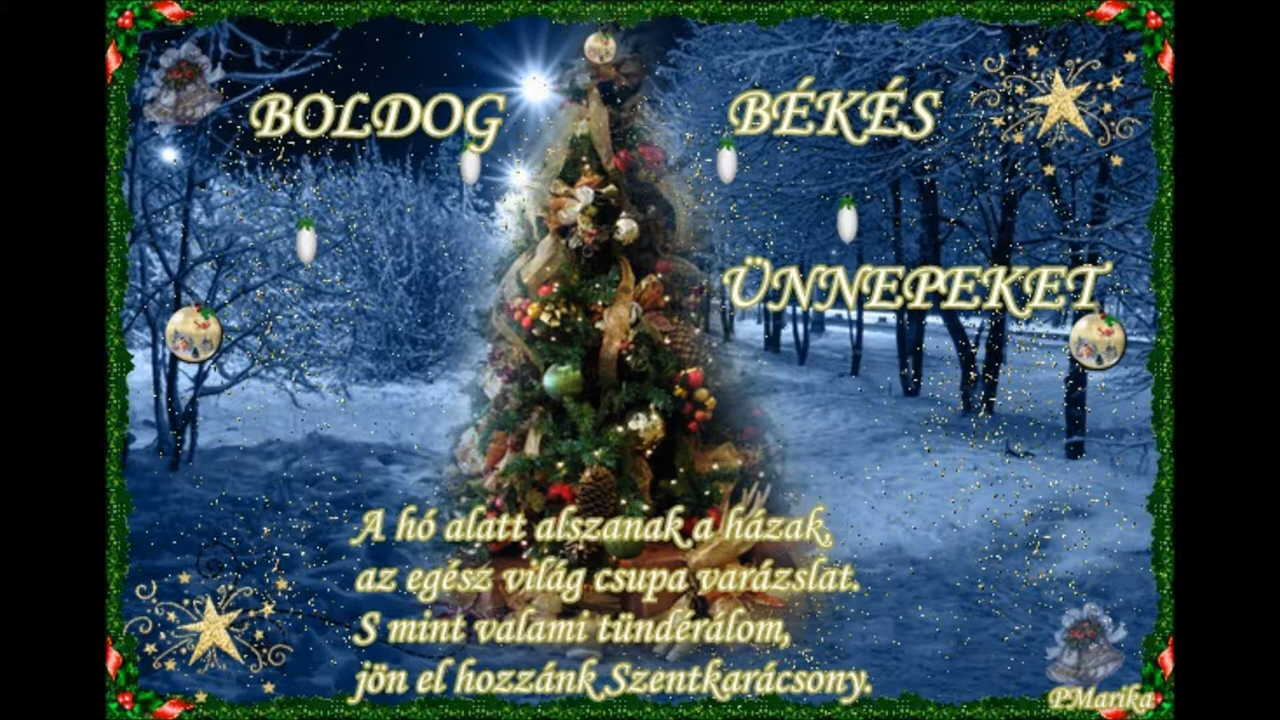 BOLDOG BÉKÉS
ÜNNEPEKET
A hó alatt alszanak a házak,
az egész világ csupa varázslat.
S mint valami tündérálom,
jön el hozzánk Szentkarácsony.
PMarika